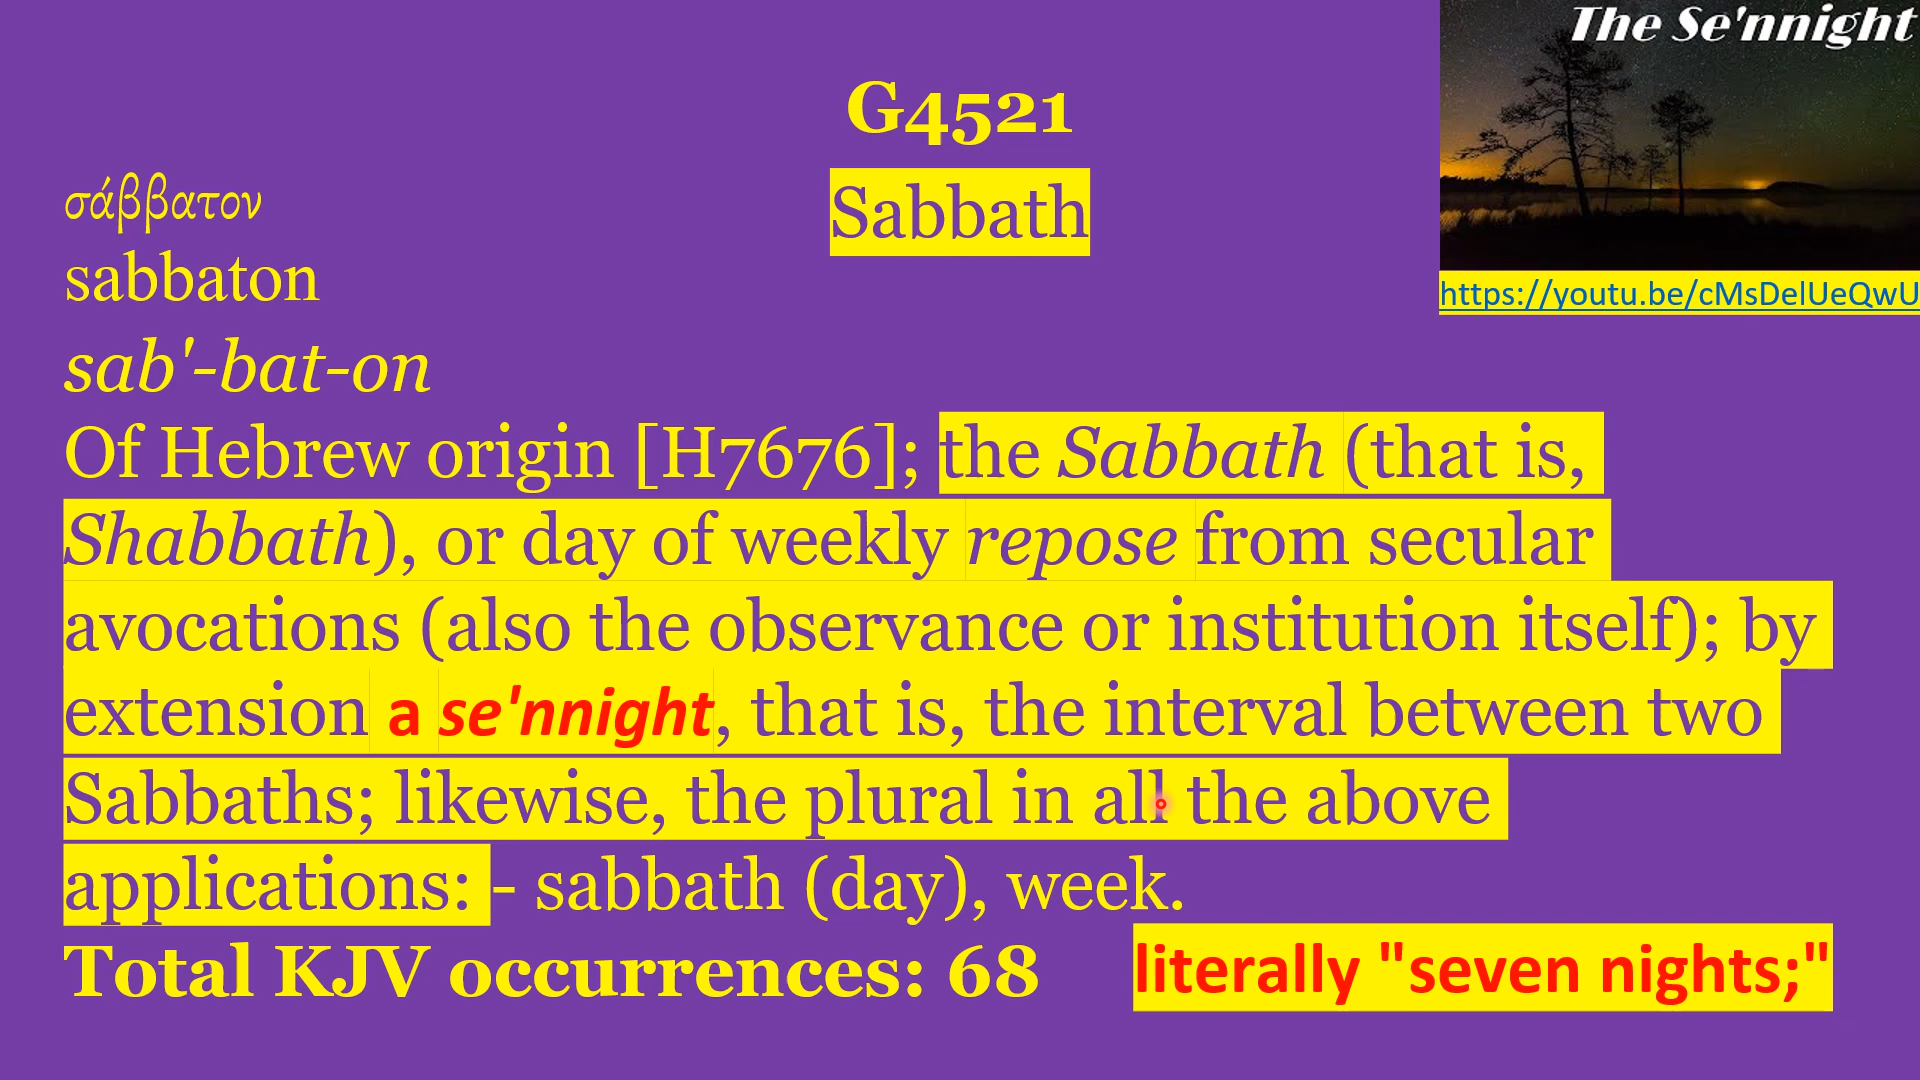 The Se'nnight
G4521
Sabbath
σάββατον
sabbaton
https://youtu.be/cMsDelUeQwU
sab'-bat-on
Of Hebrew origin [H7676]; the Sabbath (that is,
Shabbath), or day of weekly repose from secular
avocations (also the observance or institution itself); by
extension a se'nnight, that is, the interval between two
Sabbaths; likewise, the plural in all the above
applications: - sabbath (day), week.
Total KJV occurrences: 68
literally "seven nights;"